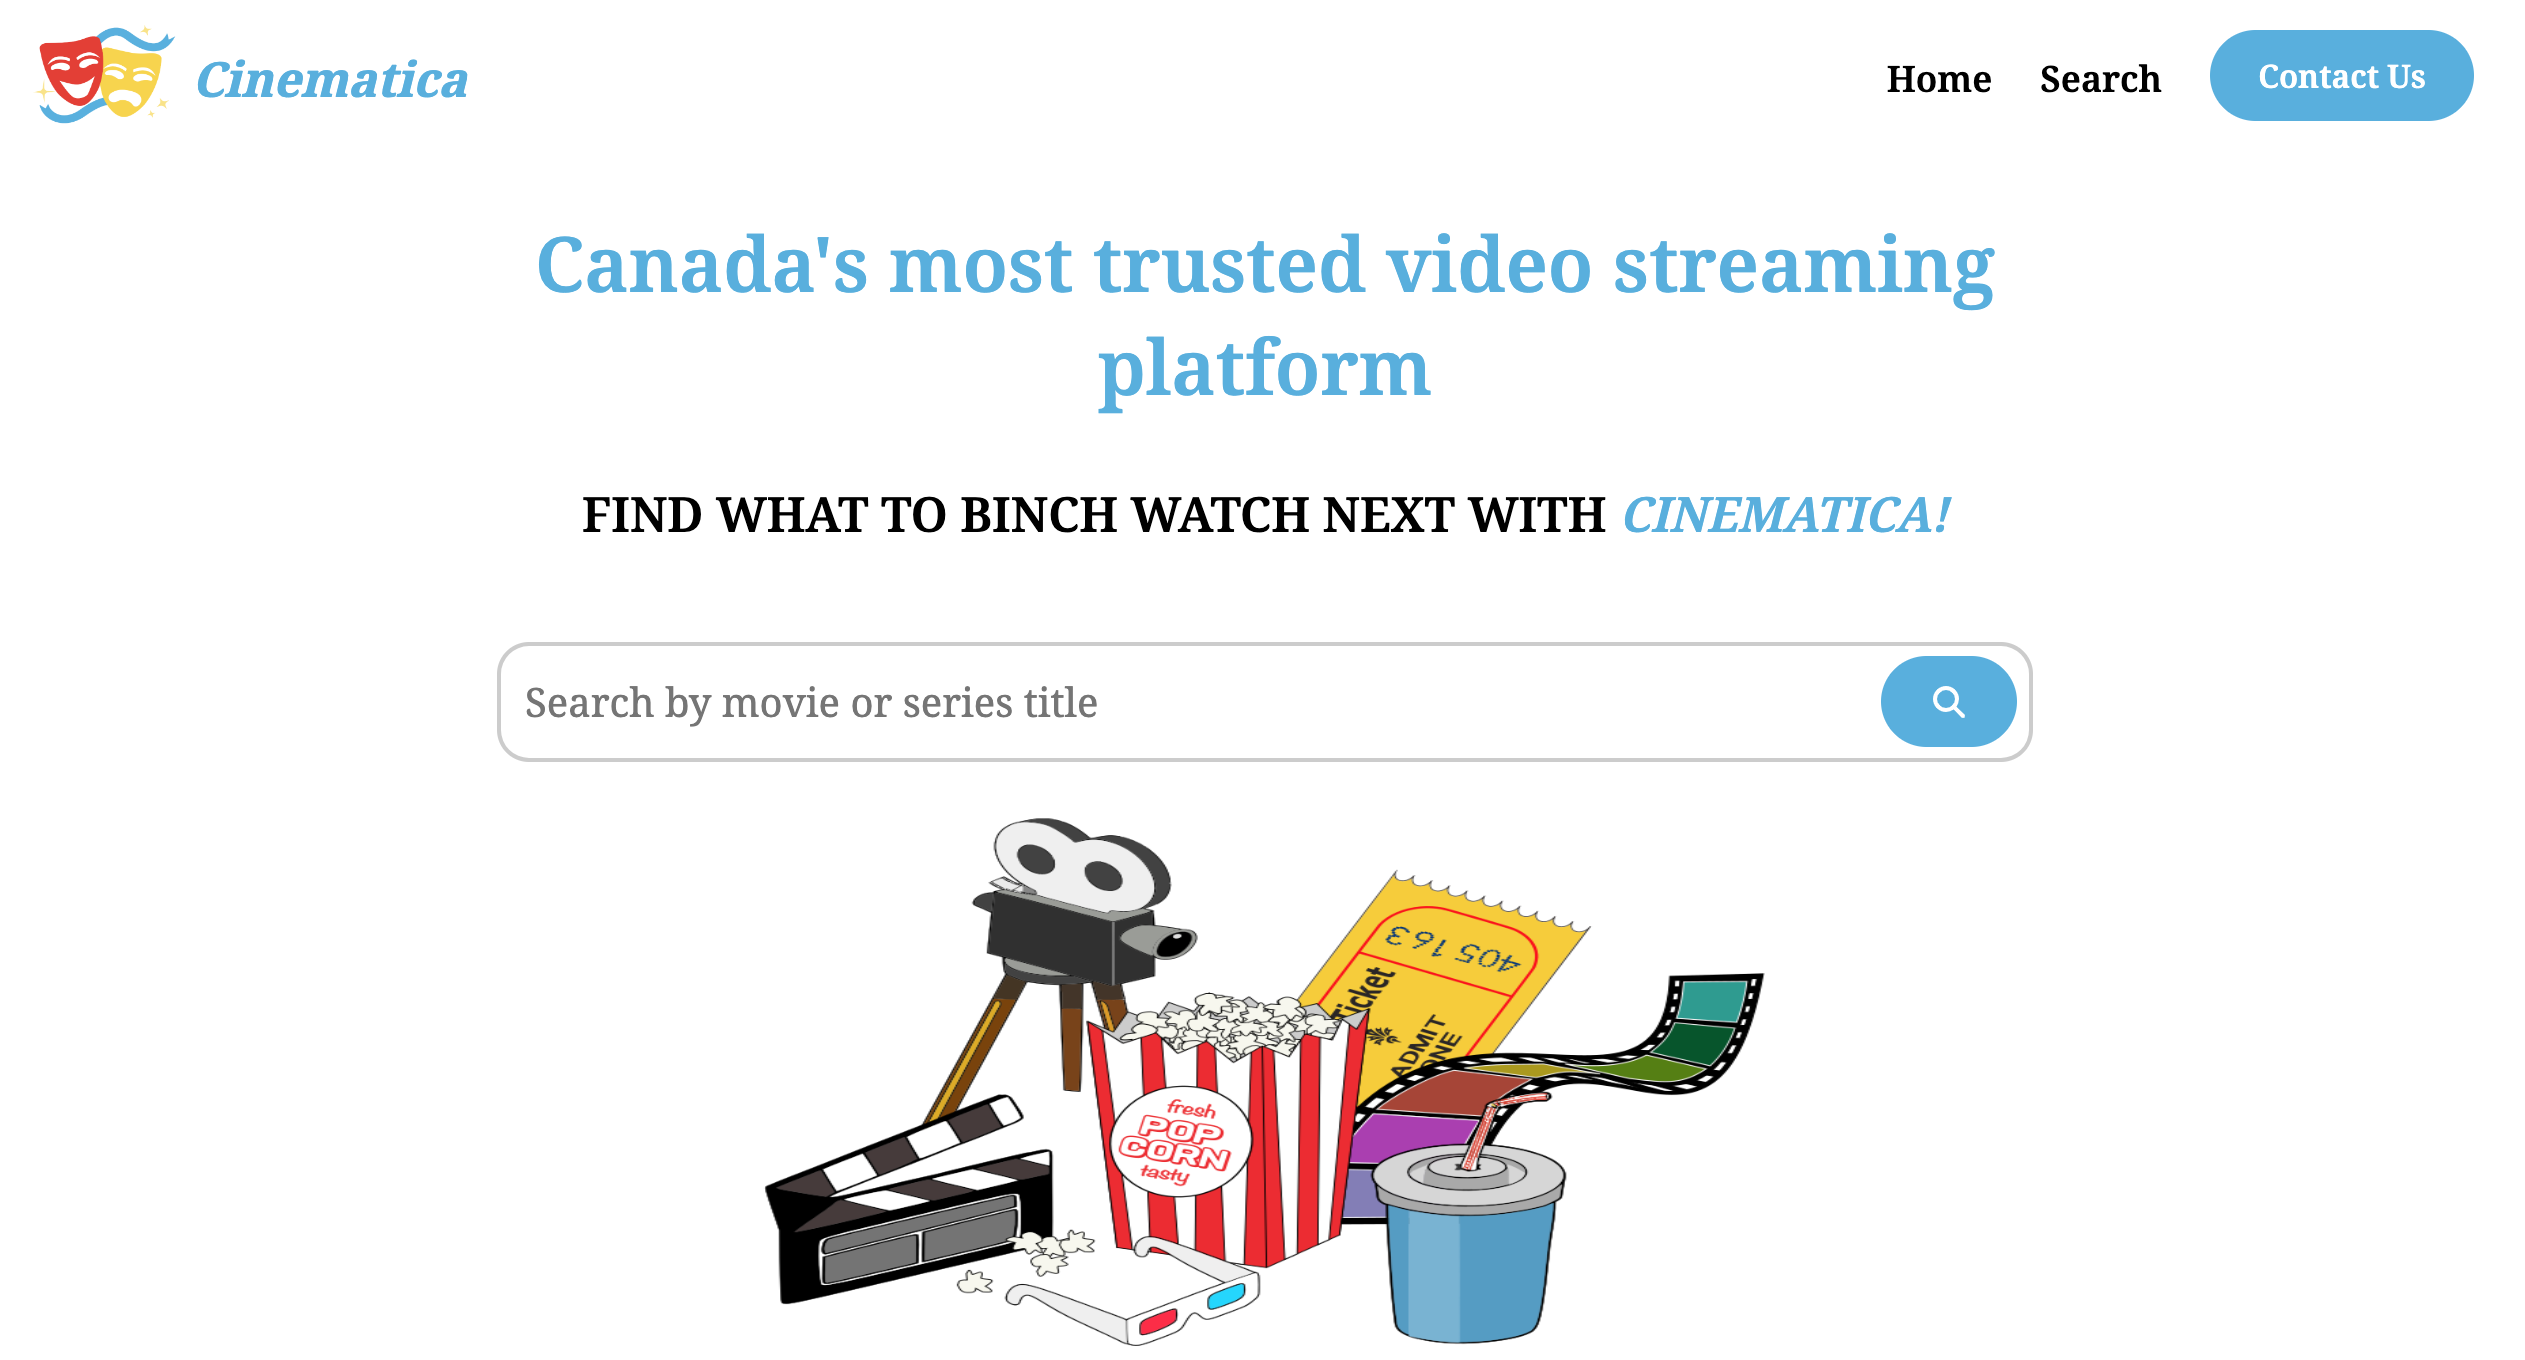 Cinematica
Home
Search
Contact Us
Canada's most trusted video streaming
platform
FIND WHAT TO BINCH WATCH NEXT WITH CINEMATICA!
Search by movie or series title
405 163
Ticket
ADMIT
ONE
fresh
POP
CORN
tasty